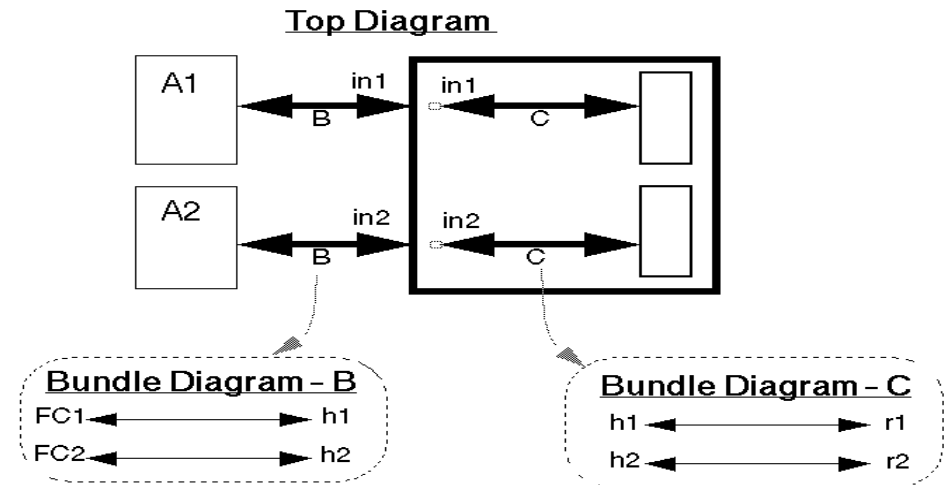 Top Diagram
A1
in1
in1
B
C
A2
in2
in2
B
C
Bundle Diagram - B
FC1 h1
FC2 h2
Bundle Diagram - C
h1 r1
h2 r2